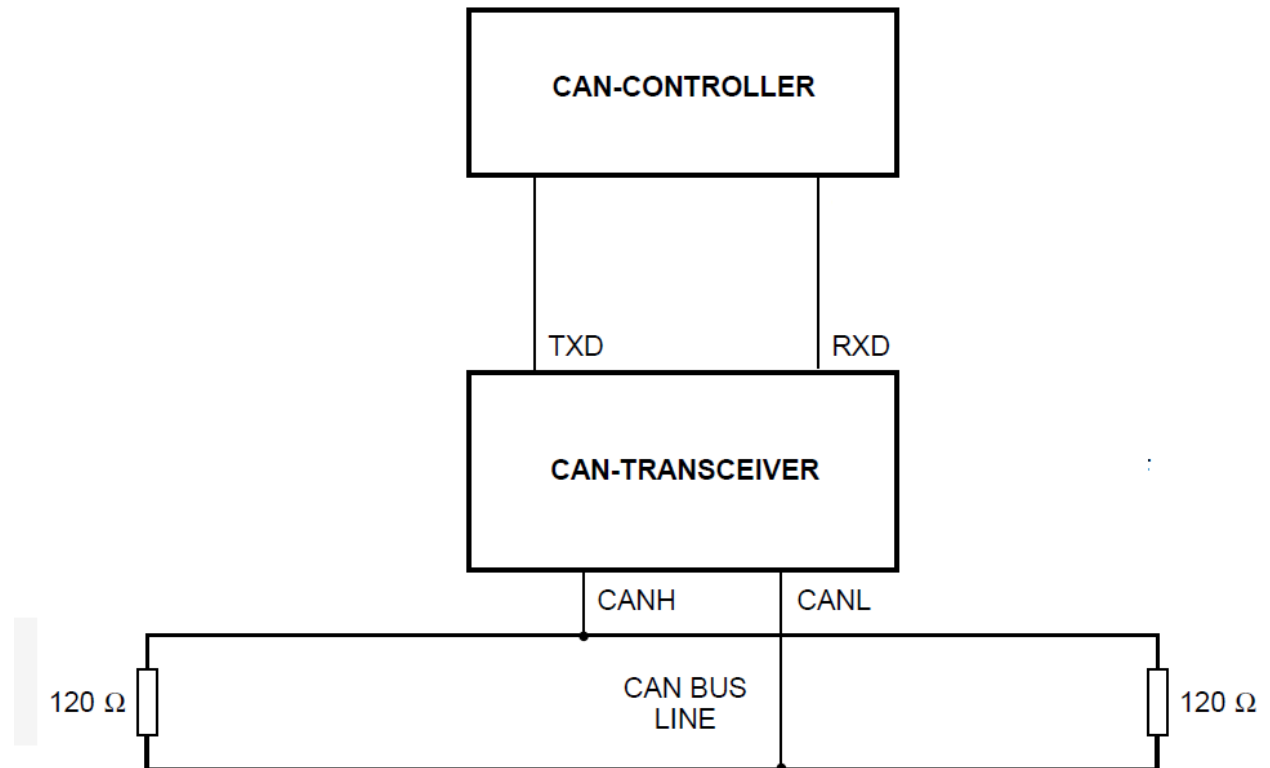 CAN-CONTROLLER
TXD
RXD
CAN-TRANSCEIVER
CANH
CANL
120 Ω
CAN BUS
LINE
120 Ω